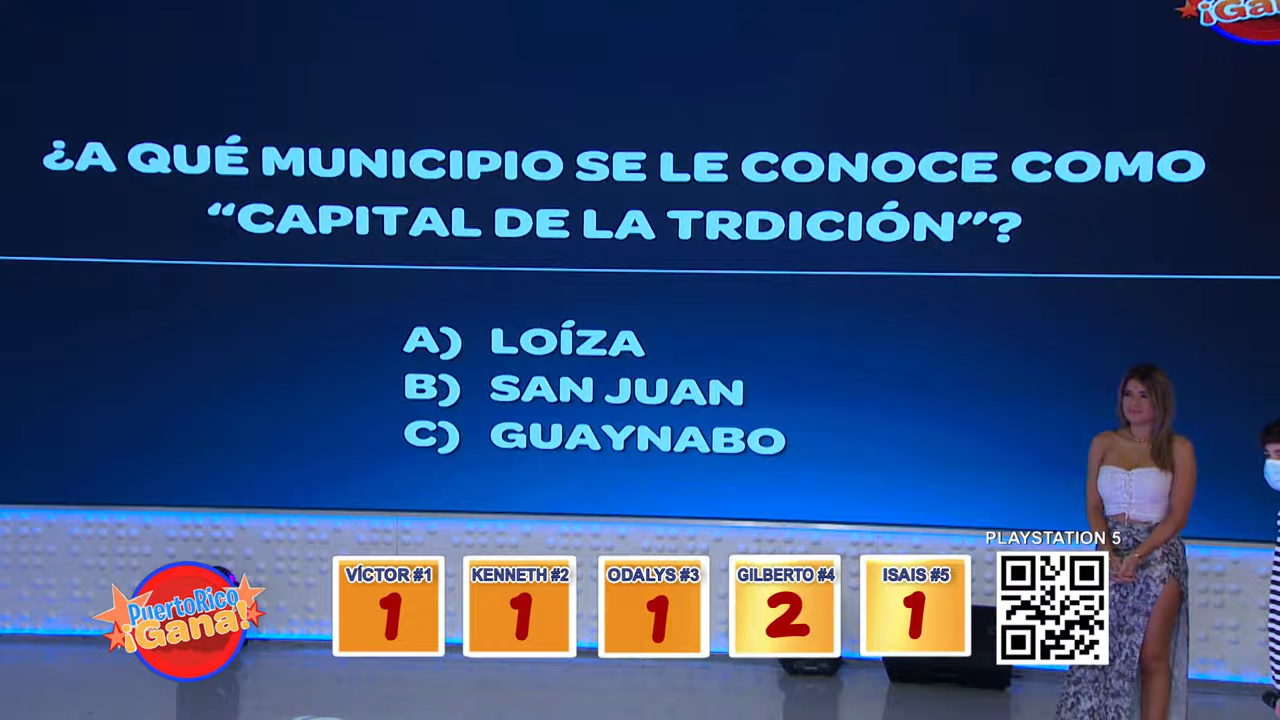 ¡Ga
¿A QUÉ MUNICIPIO SE LE CONOCE COMO
“CAPITAL DE LA TRDICIÓN”?
A) LOÍZA
B) SAN JUAN
C) GUAYNABO
PLAYSTATION 5
VÍCTOR #1
1
KENNETH #2
1
ODALYS #3
1
GILBERTO #4
2
ISAIS #5
1
PuertoRico
¡Gana!